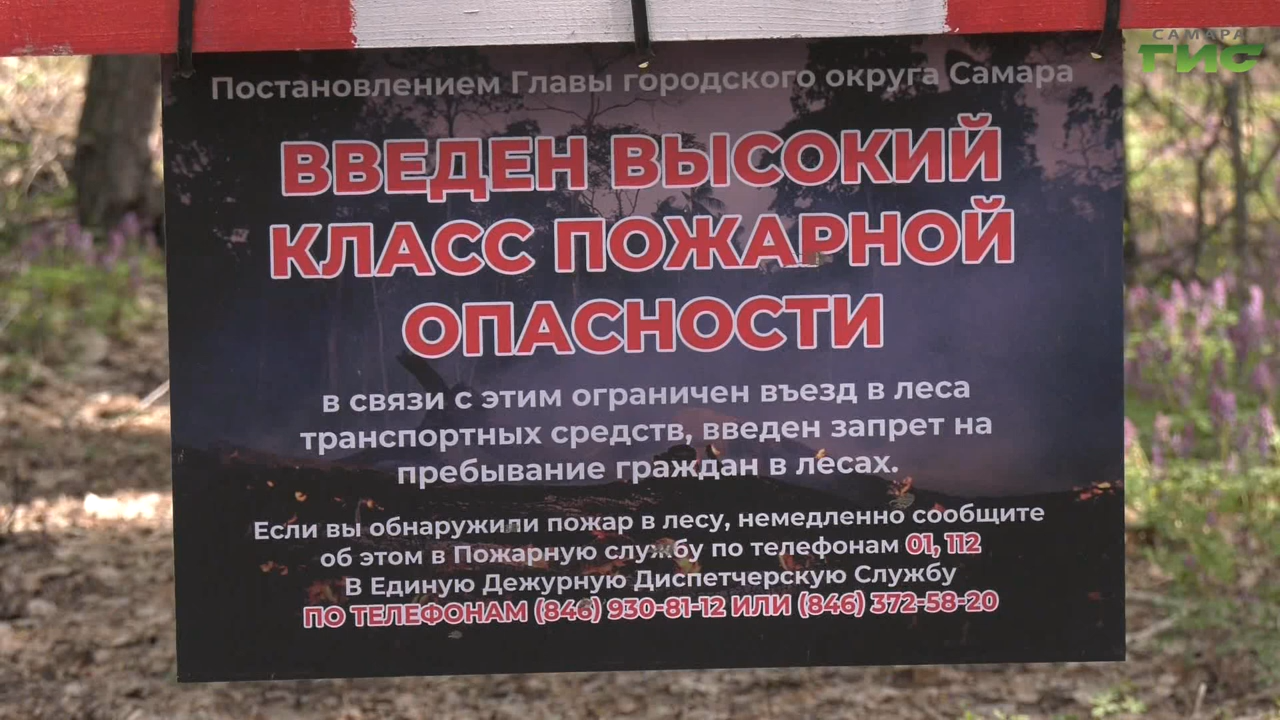 САМАРА
ГИС
Постановлением Главы городского округа Самара
ВВЕДЕН ВЫСОКИЙ
КЛАСС ПОЖАРНОЙ
ОПАСНОСТИ
в связи с этим ограничен въезд в леса
транспортных средств, введен запрет на
пребывание граждан в лесах.
Если вы обнаружили пожар в лесу, немедленно сообщите
об этом в Пожарную службу по телефонам 01, 112
В Единую Дежурную Диспетчерскую Службу
ПО ТЕЛЕФОНАМ (846) 930-81-12 ИЛИ (846) 372-58-20